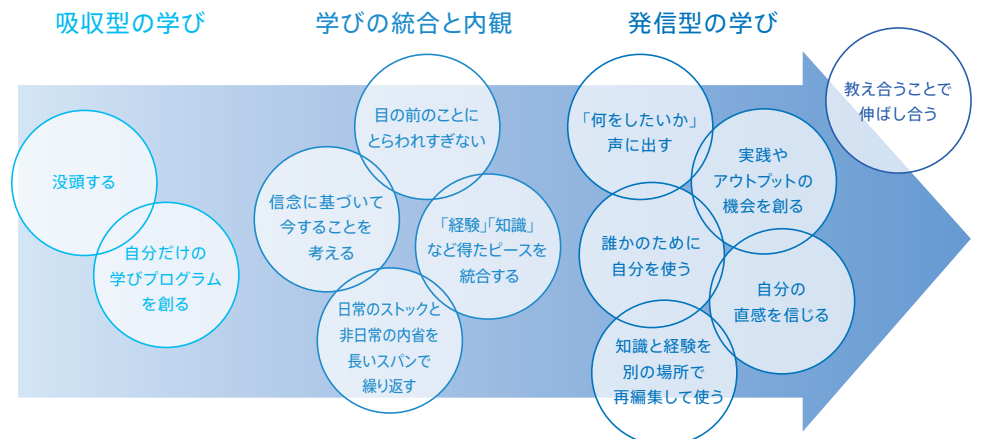 吸収型の学び
学びの統合と内観
発信型の学び
没頭する
自分だけの
学びプログラム
を創る
目の前のことに
とらわれすぎない
信念に基づいて
今することを
考える
「経験」「知識」
など得たピースを
統合する
日常のストックと
非日常の内省を
長いスパンで
繰り返す
「何をしたいか」
声に出す
実践や
アウトプットの
機会を創る
誰かのために
自分を使う
自分の
直感を信じる
知識と経験を
別の場所で
再編集して使う
教え合うことで
伸ばし合う